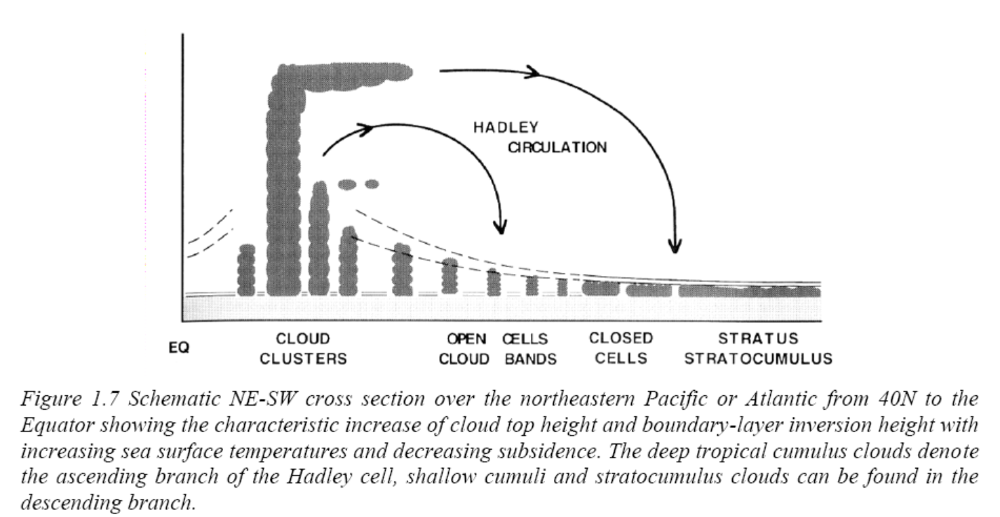 HADLEY
CIRCULATION
EQ
CLOUD
CLUSTERS
OPEN CELLS
CLOUD BANDS
CLOSED
CELLS
STRATUS
STRATOCUMULUS
Figure 1.7 Schematic NE-SW cross section over the northeastern Pacific or Atlantic from 40N to the
Equator showing the characteristic increase of cloud top height and boundary-layer inversion height with
increasing sea surface temperatures and decreasing subsidence. The deep tropical cumulus clouds denote
the ascending branch of the Hadley cell, shallow cumuli and stratocumulus clouds can be found in the
descending branch.